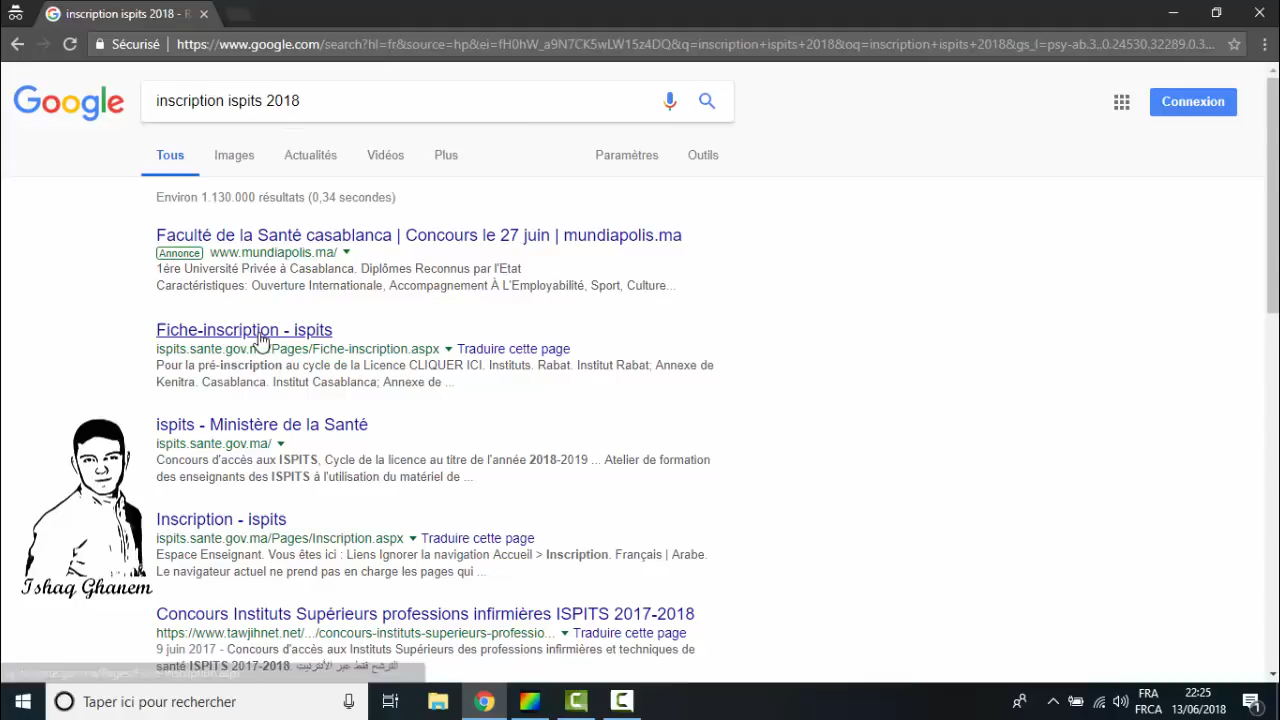 inscription ispits 2018 - R
Sécurisé
https://www.google.com/search?hl=fr&source=hp&ei=fH0hW_a9N7CK5wLW15z4DQ&q=inscription+ispits+2018&oq=inscription+ispits+2018&gs_l=psy-ab.3..0.24530.32289.0.3...
Google
inscription ispits 2018
Connexion
Tous Images Actualités Vidéos Plus Paramètres Outils
Environ 1.130.000 résultats (0,34 secondes)
Faculté de la Santé casablanca | Concours le 27 juin | mundiapolis.ma
Annonce www.mundiapolis.ma/
1ére Université Privée à Casablanca. Diplômes Reconnus par l'Etat
Caractéristiques: Ouverture Internationale, Accompagnement À L'Employabilité, Sport, Culture...
Fiche-inscription - ispits
ispits.sante.gov.ma/Pages/Fiche-inscription.aspx Traduire cette page
Pour la pré-inscription au cycle de la Licence CLIQUER ICI. Instituts. Rabat. Institut Rabat; Annexe de
Kenitra. Casablanca. Institut Casablanca; Annexe de ...
ispits - Ministère de la Santé
ispits.sante.gov.ma/
Concours d'accès aux ISPITS, Cycle de la licence au titre de l'année 2018-2019 ... Atelier de formation
des enseignants des ISPITS à l'utilisation du matériel de ...
Inscription - ispits
ispits.sante.gov.ma/Pages/Inscription.aspx Traduire cette page
Espace Enseignant. Vous êtes ici : Liens Ignorer la navigation Accueil > Inscription. Français | Arabe.
Le navigateur actuel ne prend pas en charge les pages qui ...
Ishaq Ghanem
Concours Instituts Supérieurs professions infirmières ISPITS 2017-2018
https://www.tawjihnet.net/.../concours-instituts-superieurs-professio... Traduire cette page
9 juin 2017 - Concours d'accès aux Instituts Supérieurs des professions infirmières et techniques de
santé ISPITS 2017-2018 الترشح فقط عبر الأنترنيت
Taper ici pour rechercher
FRA
FRCA
22:25
13/06/2018
1